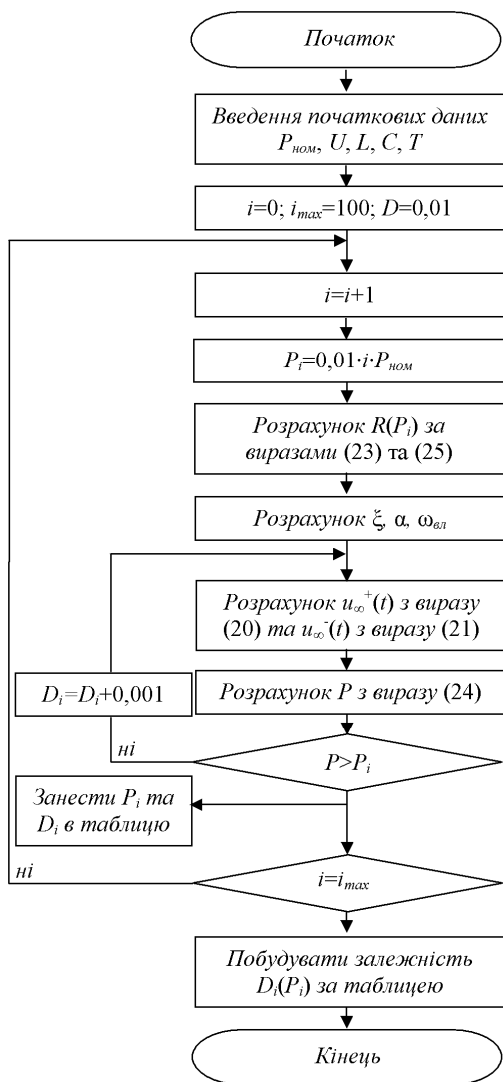 Початок
Введення початкових даних
Pном, U, L, C, T
i=0; imax=100; D=0,01
i=i+1
Pi=0,01·i·Pном
Розрахунок R(Pi) за
виразами (23) та (25)
Розрахунок ξ, α, ωвл
Розрахунок u∞+(t) з виразу
(20) та u∞-(t) з виразу (21)
Di=Di+0,001
Розрахунок P з виразу (24)
ні
P>Pi
Занести Pi та
Di в таблицю
ні
i=imax
Побудувати залежність
Di(Pi) за таблицею
Кінець